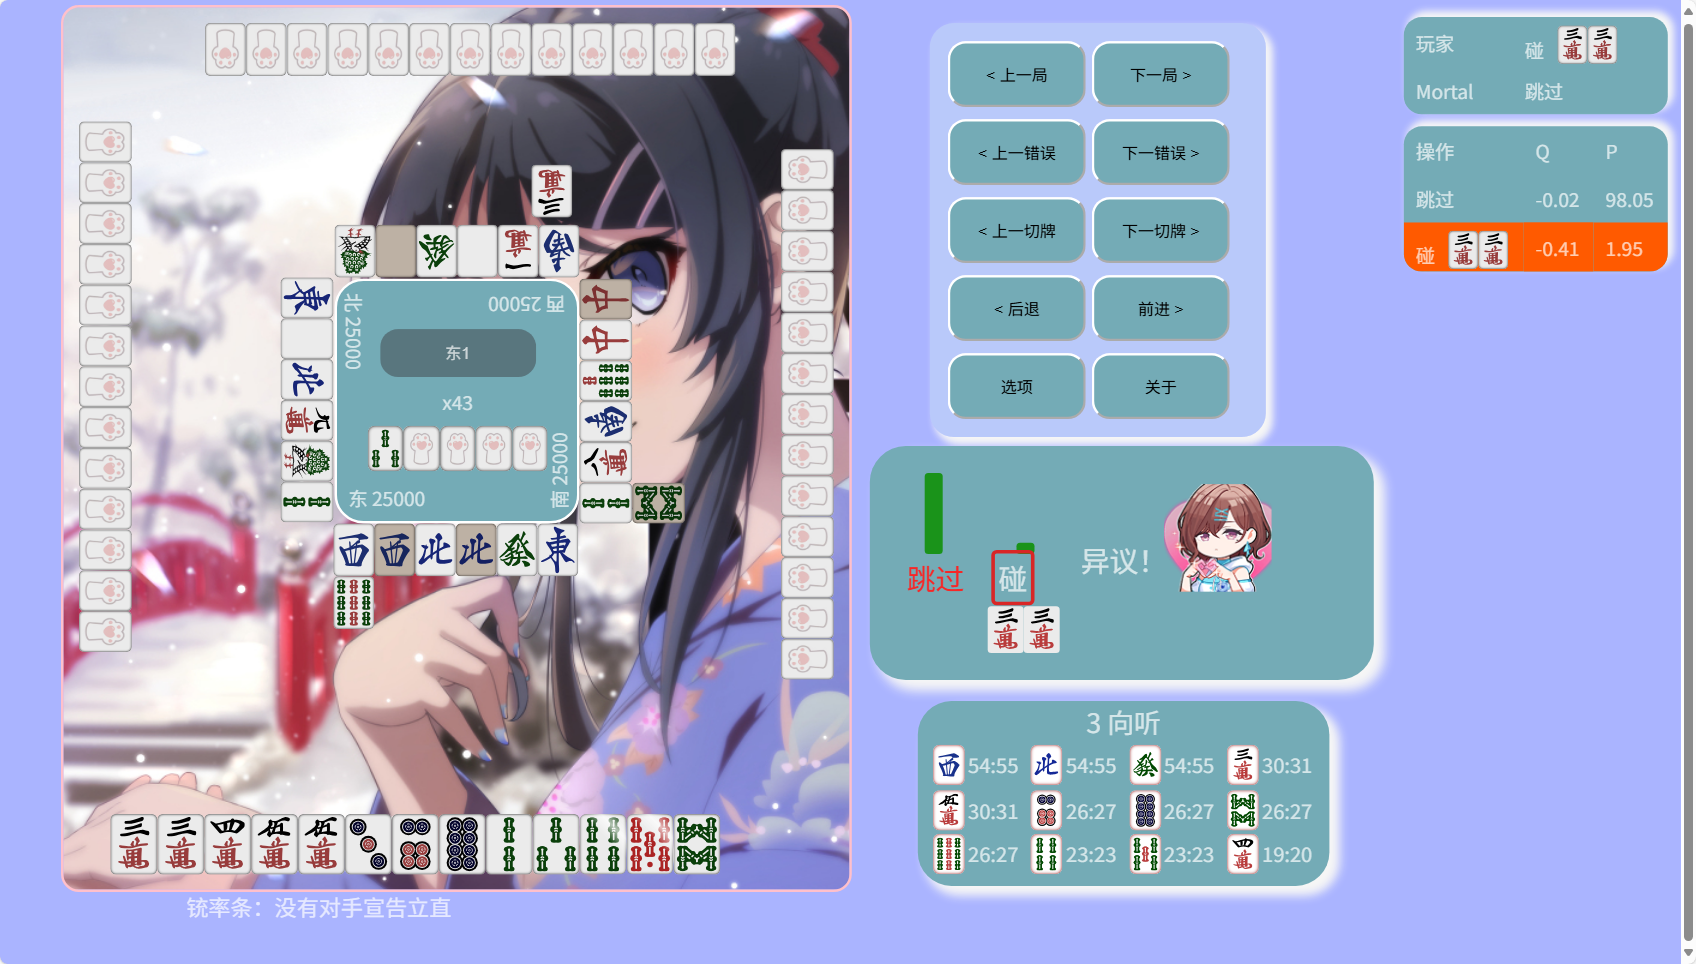 北 25000
西 25000
东1
x43
东 25000
南 25000
铳率条：没有对手宣告立直
< 上一局
下一局 >
< 上一错误
下一错误 >
< 上一切牌
下一切牌 >
< 后退
前进 >
选项
关于
跳过
碰
异议！
3 向听
54:55 54:55 54:55 30:31
30:31 26:27 26:27 26:27
26:27 23:23 23:23 19:20
玩家 碰
Mortal 跳过
操作 Q P
跳过 -0.02 98.05
碰 -0.41 1.95